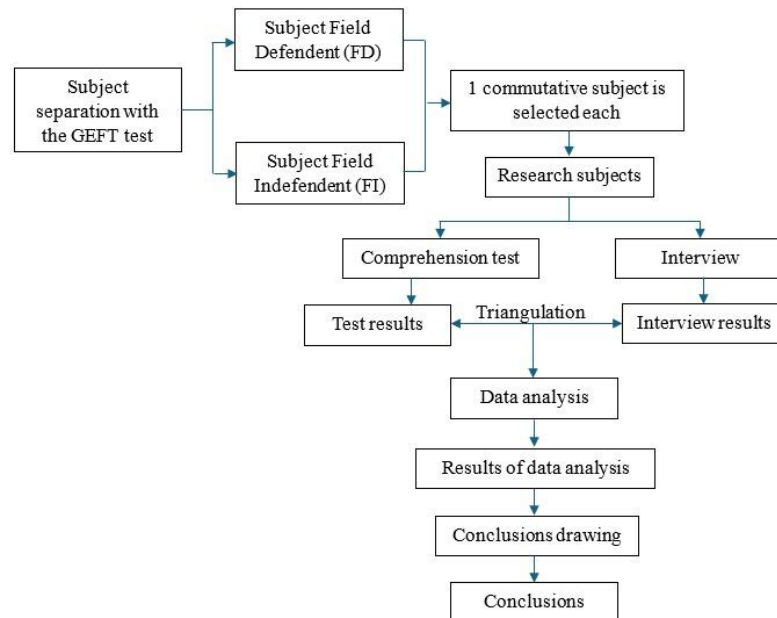 Subject
separation with
the GEFT test
Subject Field
Defendent (FD)
Subject Field
Indefendent (FI)
1 commutative subject is
selected each
Research subjects
Comprehension test
Interview
Test results
Triangulation
Interview results
Data analysis
Results of data analysis
Conclusions drawing
Conclusions